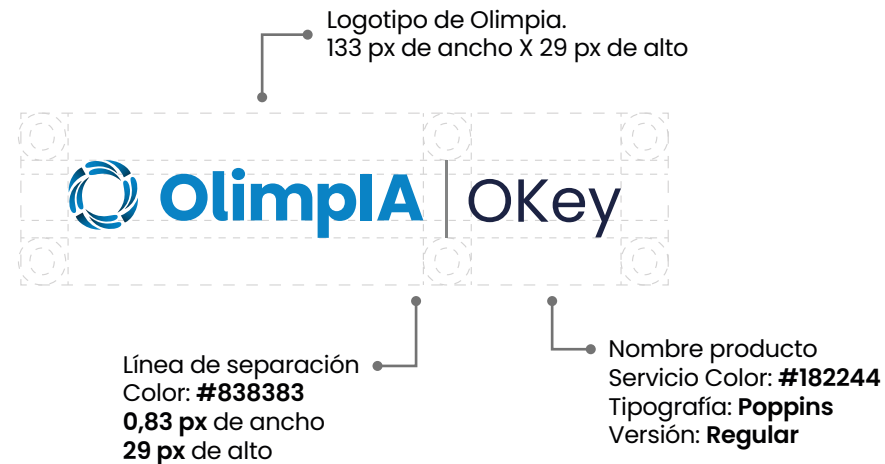 Logotipo de Olimpia.
133 px de ancho X 29 px de alto
OlimpIA | OKey
Línea de separación
Color: #838383
0,83 px de ancho
29 px de alto
Nombre producto
Servicio Color: #182244
Tipografía: Poppins
Versión: Regular